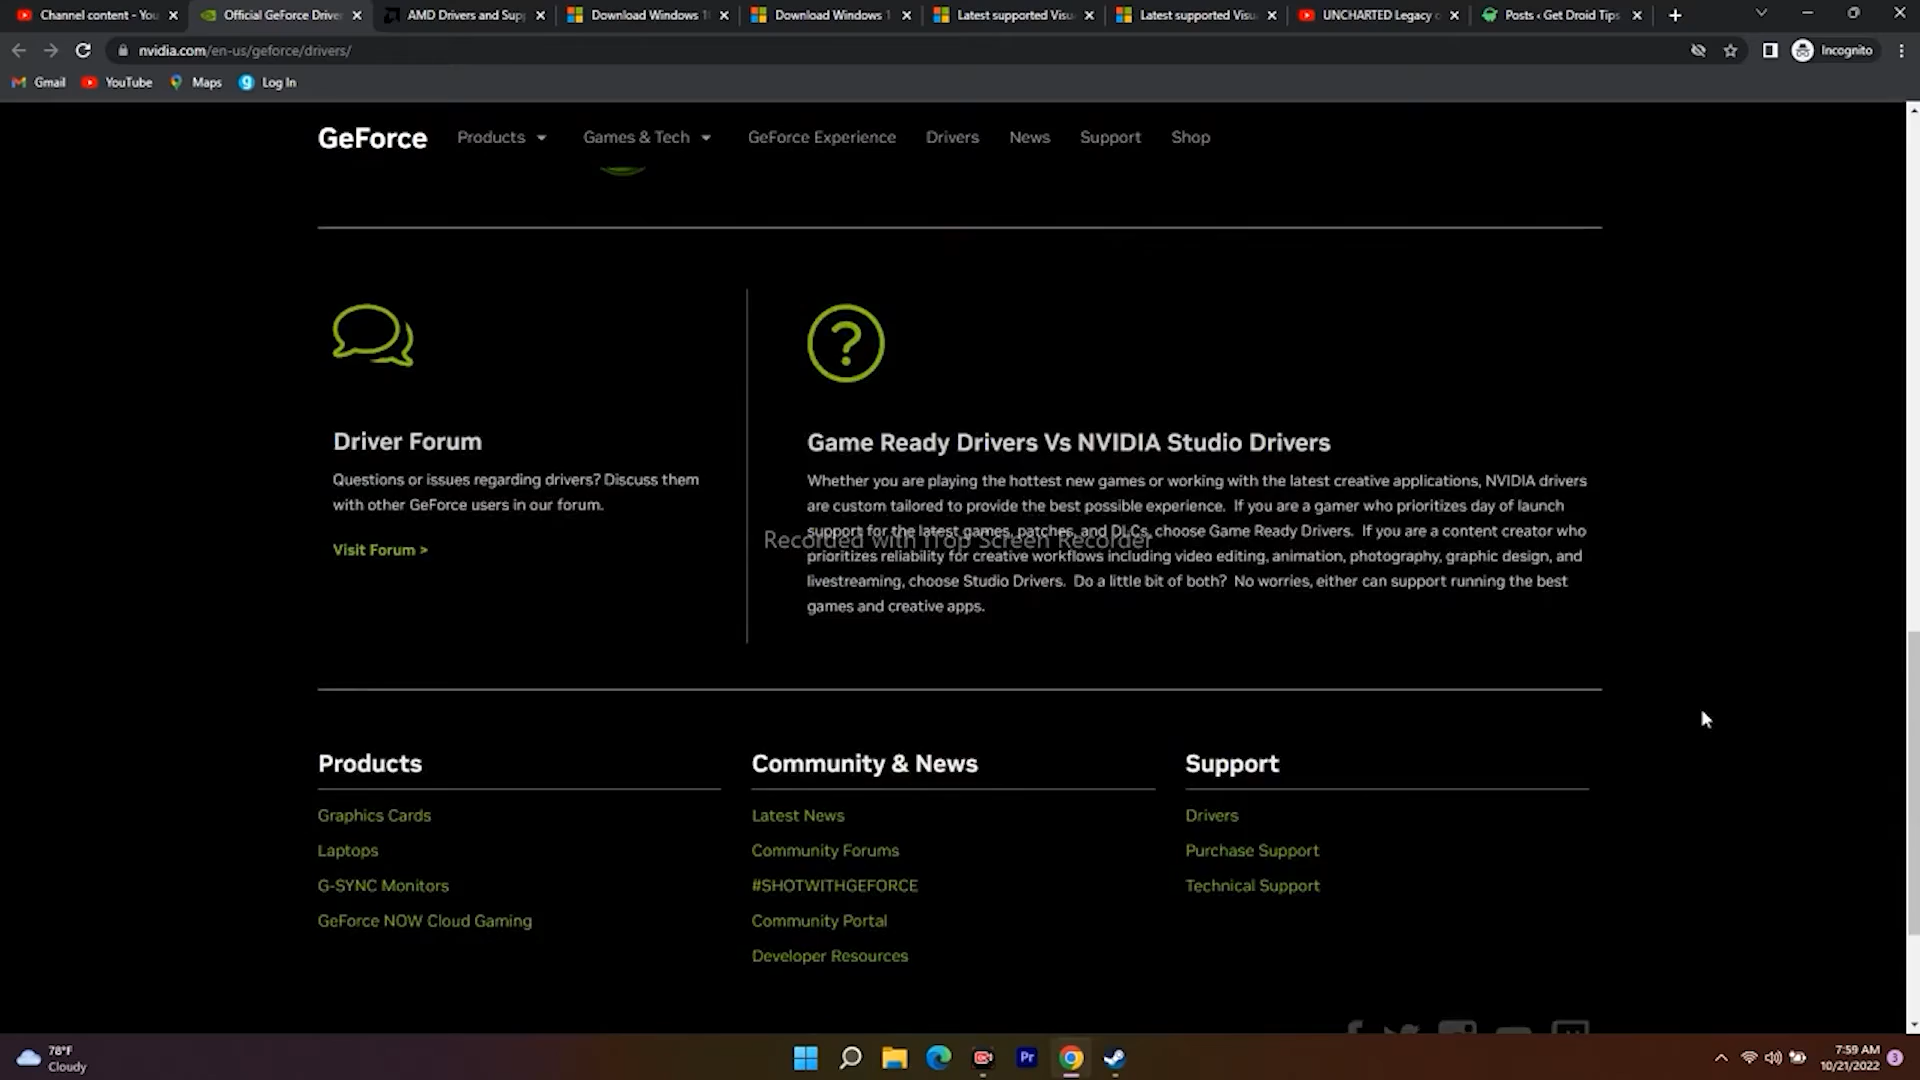 Channel content - You
Official GeForce Drive
AMD Drivers and Supp
Download Windows 1
Download Windows 1
Latest supported Visu
Latest supported Visu
UNCHARTED Legacy o
Posts ‹ Get Droid Tips
nvidia.com/en-us/geforce/drivers/
Incognito
Gmail
YouTube
Maps
Log In
GeForce
Products
Games & Tech
GeForce Experience
Drivers
News
Support
Shop
Driver Forum
Questions or issues regarding drivers? Discuss them
with other GeForce users in our forum.
Visit Forum >
Game Ready Drivers Vs NVIDIA Studio Drivers
Whether you are playing the hottest new games or working with the latest creative applications, NVIDIA drivers
are custom tailored to provide the best possible experience. If you are a gamer who prioritizes day of launch
support for the latest games, patches, and DLCs, choose Game Ready Drivers. If you are a content creator who
prioritizes reliability for creative workflows including video editing, animation, photography, graphic design, and
livestreaming, choose Studio Drivers. Do a little bit of both? No worries, either can support running the best
games and creative apps.
Recorded with iTop Screen Recorder
Products
Graphics Cards
Laptops
G-SYNC Monitors
GeForce NOW Cloud Gaming
Community & News
Latest News
Community Forums
#SHOTWITHGEFORCE
Community Portal
Developer Resources
Support
Drivers
Purchase Support
Technical Support
78°F
Cloudy
Pr
7:59 AM
10/21/2022
3